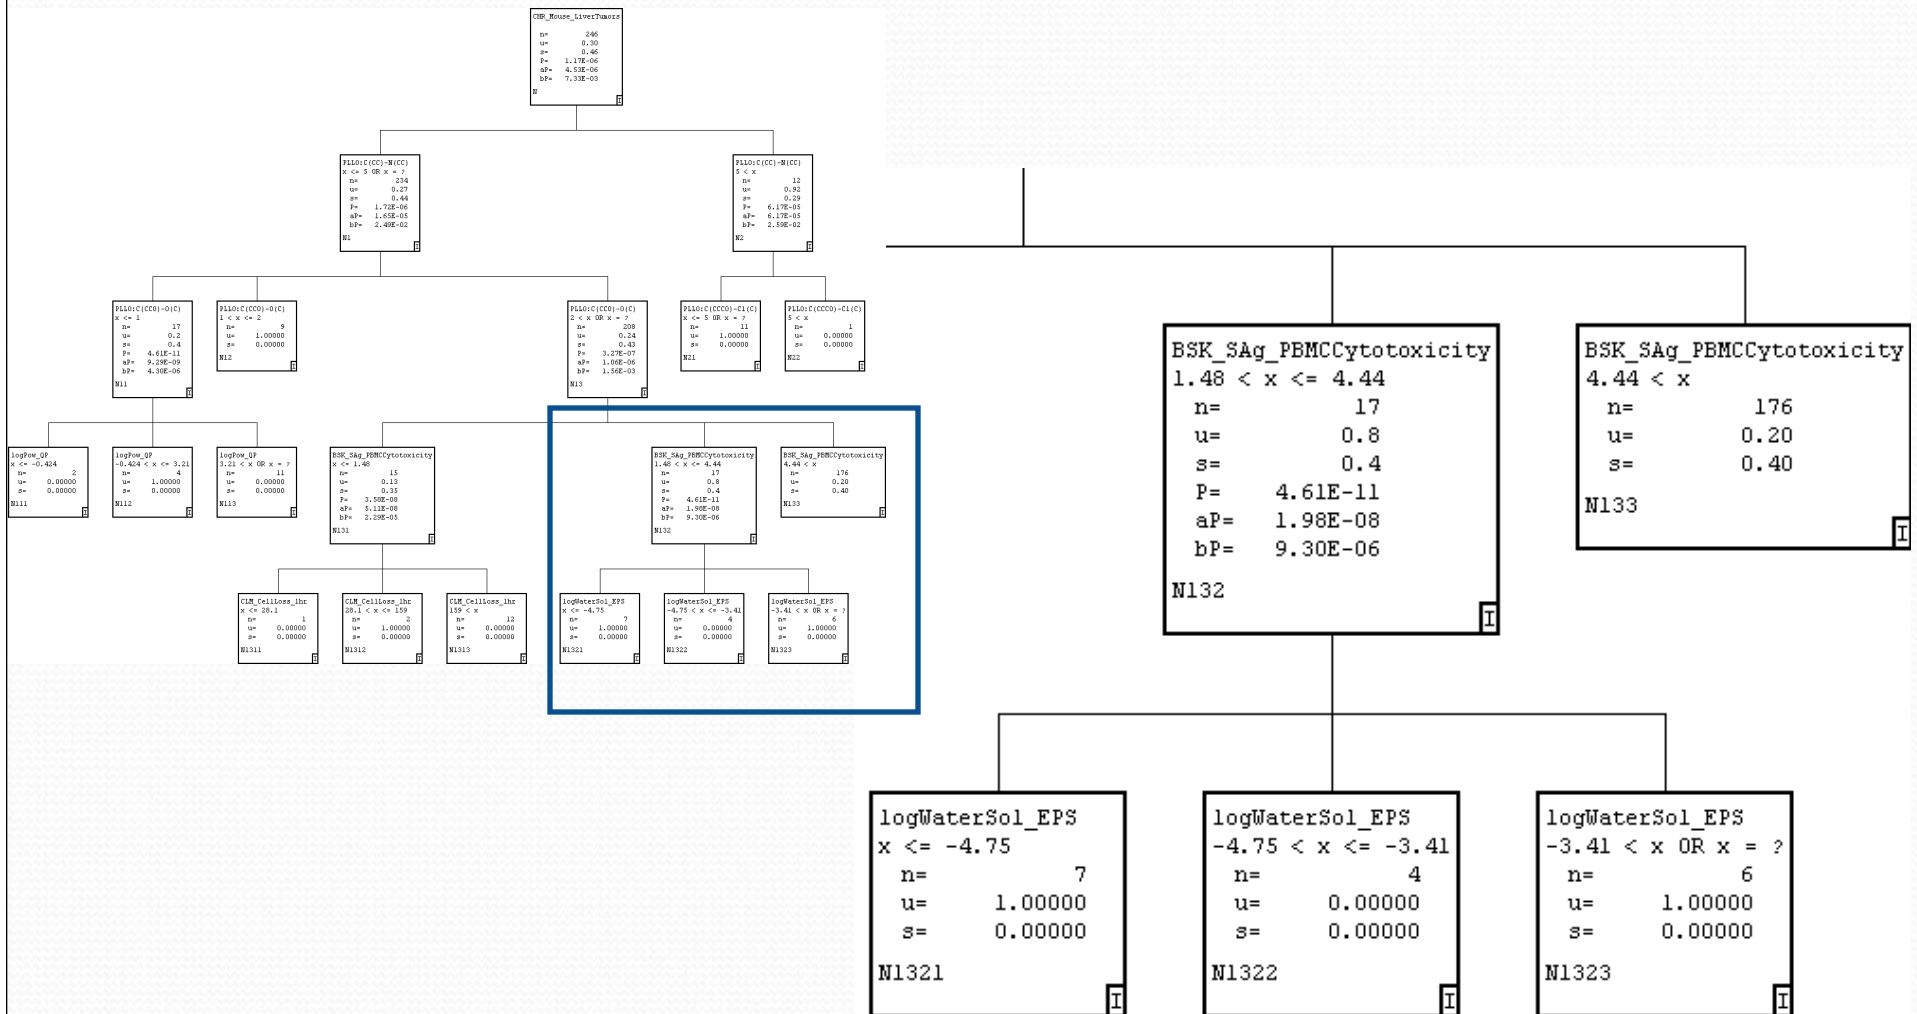 CHR_Mouse_LiverTumors
n= 246
u= 0.30
s= 0.46
P= 1.17E-06
aP= 4.53E-06
bP= 7.33E-03
N
I
PLLO:C(CC)-N(CC)
x <= 5 OR x = ?
n= 234
u= 0.27
s= 0.44
P= 1.72E-06
aP= 1.65E-05
bP= 2.49E-02
N1
I
PLLO:C(CC)-N(CC)
5 < x
n= 12
u= 0.92
s= 0.29
P= 6.17E-05
aP= 6.17E-05
bP= 2.59E-02
N2
I
PLLO:C(CCO)-O(C)
x <= 1
n= 17
u= 0.2
s= 0.4
P= 4.61E-11
aP= 9.29E-09
bP= 4.30E-06
N11
I
PLLO:C(CCO)-O(C)
1 < x <= 2
n= 9
u= 1.00000
s= 0.00000
N12
I
PLLO:C(CCO)-O(C)
2 < x OR x = ?
n= 208
u= 0.24
s= 0.43
P= 3.27E-07
aP= 1.06E-06
bP= 1.56E-03
N13
I
PLLO:C(CCCO)-Cl(C)
x <= 5 OR x = ?
n= 11
u= 1.00000
s= 0.00000
N21
I
PLLO:C(CCCO)-Cl(C)
5 < x
n= 1
u= 0.00000
s= 0.00000
N22
I
logPow_QP
x <= -0.424
n= 2
u= 0.00000
s= 0.00000
N111
I
logPow_QP
-0.424 < x <= 3.21
n= 4
u= 1.00000
s= 0.00000
N112
I
logPow_QP
3.21 < x OR x = ?
n= 11
u= 0.00000
s= 0.00000
N113
I
BSK_SAg_PBMCCytotoxicity
x <= 1.48
n= 15
u= 0.13
s= 0.35
P= 3.58E-08
aP= 5.11E-08
bP= 2.29E-05
N131
I
BSK_SAg_PBMCCytotoxicity
1.48 < x <= 4.44
n= 17
u= 0.8
s= 0.4
P= 4.61E-11
aP= 1.98E-08
bP= 9.30E-06
N132
I
BSK_SAg_PBMCCytotoxicity
4.44 < x
n= 176
u= 0.20
s= 0.40
N133
I
CLM_CellLoss_1hr
x <= 28.1
n= 1
u= 0.00000
s= 0.00000
N1311
I
CLM_CellLoss_1hr
28.1 < x <= 159
n= 2
u= 1.00000
s= 0.00000
N1312
I
CLM_CellLoss_1hr
159 < x
n= 12
u= 0.00000
s= 0.00000
N1313
I
logWaterSol_EPS
x <= -4.75
n= 7
u= 1.00000
s= 0.00000
N1321
I
logWaterSol_EPS
-4.75 < x <= -3.41
n= 4
u= 0.00000
s= 0.00000
N1322
I
logWaterSol_EPS
-3.41 < x OR x = ?
n= 6
u= 1.00000
s= 0.00000
N1323
I
BSK_SAg_PBMCCytotoxicity
1.48 < x <= 4.44
n= 17
u= 0.8
s= 0.4
P= 4.61E-11
aP= 1.98E-08
bP= 9.30E-06
N132
I
BSK_SAg_PBMCCytotoxicity
4.44 < x
n= 176
u= 0.20
s= 0.40
N133
I
logWaterSol_EPS
x <= -4.75
n= 7
u= 1.00000
s= 0.00000
N1321
I
logWaterSol_EPS
-4.75 < x <= -3.41
n= 4
u= 0.00000
s= 0.00000
N1322
I
logWaterSol_EPS
-3.41 < x OR x = ?
n= 6
u= 1.00000
s= 0.00000
N1323
I